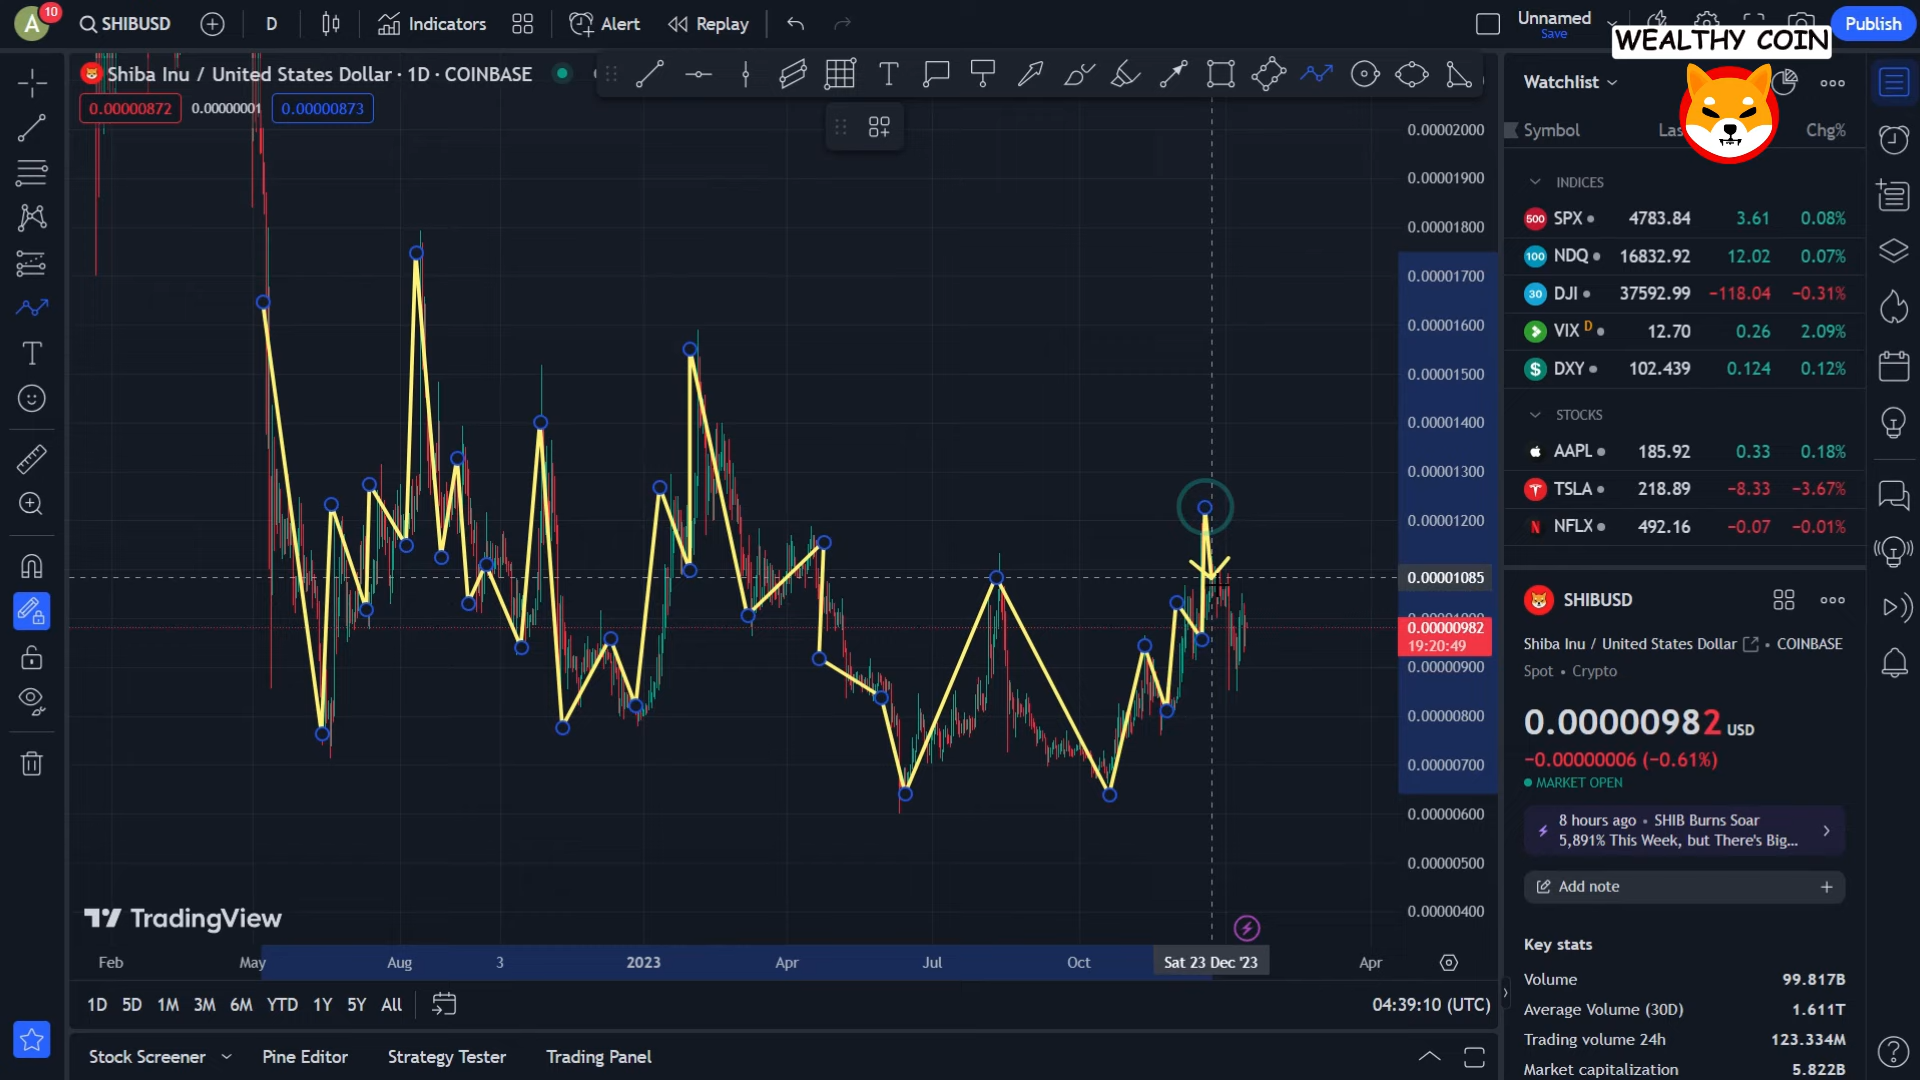 A 10 SHIBUSD D Indicators Alert Replay Unnamed Save Publish
WEALTHY COIN
Shiba Inu / United States Dollar · 1D · COINBASE
0.00000872 0.00000001 0.00000873
0.00002000
0.00001900
0.00001800
0.00001700
0.00001600
0.00001500
0.00001400
0.00001300
0.00001200
0.00001085
0.00000982
19:20:49
0.00000900
0.00000800
0.00000700
0.00000600
0.00000500
0.00000400
TradingView
Feb May Aug 3 2023 Apr Jul Oct Sat 23 Dec '23 Apr
1D 5D 1M 3M 6M YTD 1Y 5Y All 04:39:10 (UTC)
Stock Screener Pine Editor Strategy Tester Trading Panel
Watchlist
Symbol Chg%
INDICES
500 SPX 4783.84 3.61 0.08%
100 NDQ 16832.92 12.02 0.07%
30 DJI 37592.99 −118.04 −0.31%
VIX D 12.70 0.26 2.09%
$ DXY 102.439 0.124 0.12%
STOCKS
AAPL 185.92 0.33 0.18%
TSLA 218.89 −8.33 −3.67%
N NFLX 492.16 −0.07 −0.01%
SHIBUSD
Shiba Inu / United States Dollar • COINBASE
Spot • Crypto
0.00000982 USD
−0.00000006 (−0.61%)
MARKET OPEN
8 hours ago • SHIB Burns Soar
5,891% This Week, but There's Big...
Add note
Key stats
Volume 99.817B
Average Volume (30D) 1.611T
Trading volume 24h 123.334M
Market capitalization 5.822B